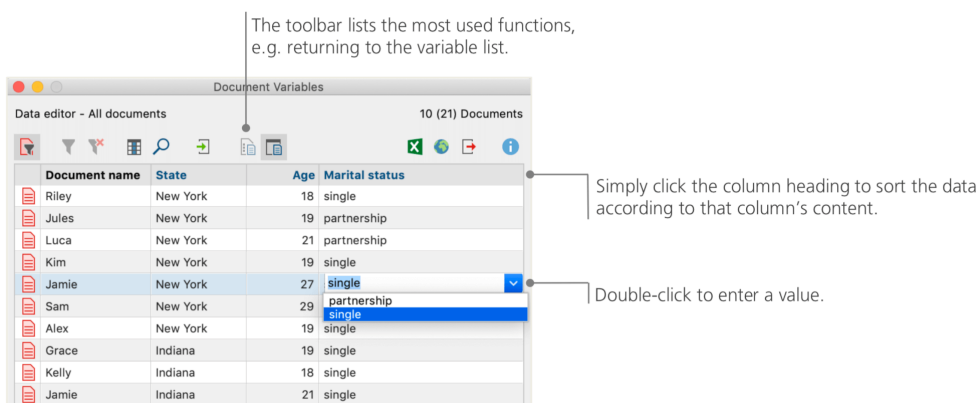 The toolbar lists the most used functions,
e.g. returning to the variable list.
Document Variables
Data editor - All documents 10 (21) Documents
Document name State Age Marital status
Riley New York 18 single
Jules New York 19 partnership
Luca New York 21 partnership
Kim New York 19 single
Jamie New York 27 single
Sam New York 29
partnership
single
Alex New York 19 single
Grace Indiana 19 single
Kelly Indiana 18 single
Jamie Indiana 21 single
Simply click the column heading to sort the data
according to that column’s content.
Double-click to enter a value.